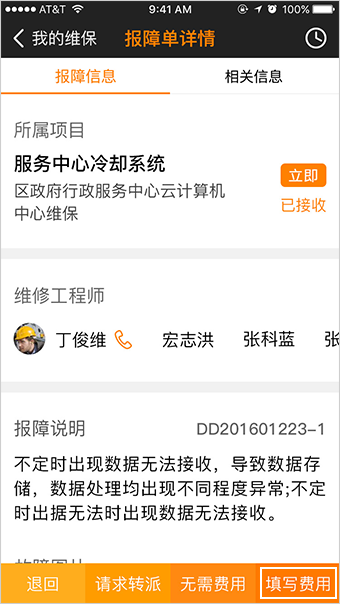 AT&T 9:41 AM 100%
我的维保 报障单详情
报障信息 相关信息
所属项目
服务中心冷却系统
立即
区政府行政服务中心云计算机
中心维保
已接收
维修工程师
丁俊维 宏志洪 张科蓝 张
报障说明 DD201601223-1
不定时出现数据无法接收，导致数据存
储，数据处理均出现不同程度异常;不定
时出据无法时出现数据无法接收。
退回 请求转派 无需费用 填写费用